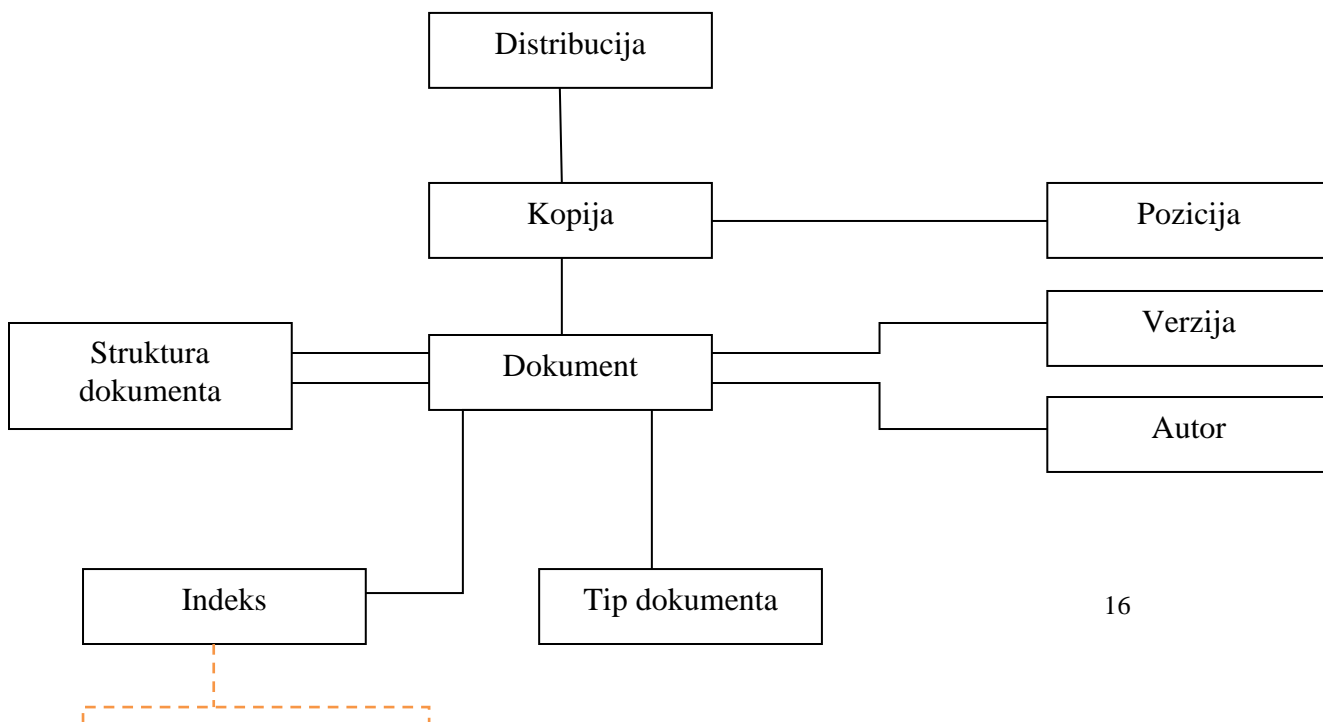 Distribucija
Kopija
Pozicija
Verzija
Struktura
dokumenta
Dokument
Autor
Indeks
Tip dokumenta
16